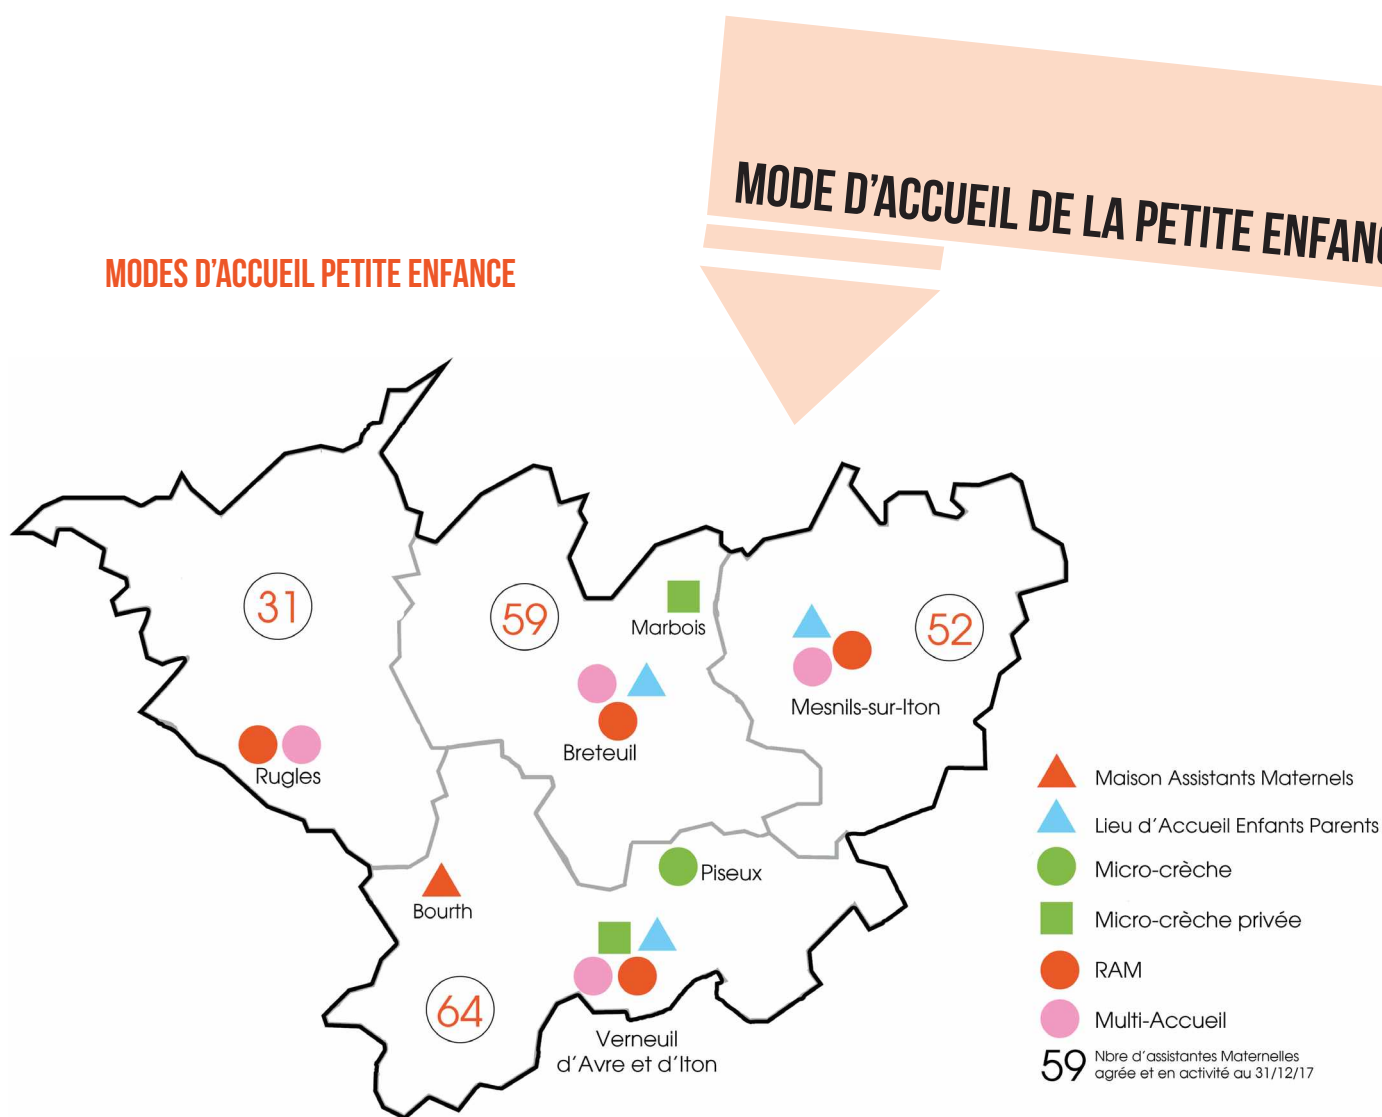 MODE D'ACCUEIL DE LA PETITE ENFANC
MODES D'ACCUEIL PETITE ENFANCE
31
59
Marbois
52
Mesnils-sur-Iton
Breteuil
Rugles
Maison Assistants Maternels
Lieu d'Accueil Enfants Parents
Micro-crèche
Micro-crèche privée
RAM
Multi-Accueil
59 Nbre d'assistantes Maternelles
agrée et en activité au 31/12/17
Piseux
Bourth
64
Verneuil
d'Avre et d'Iton